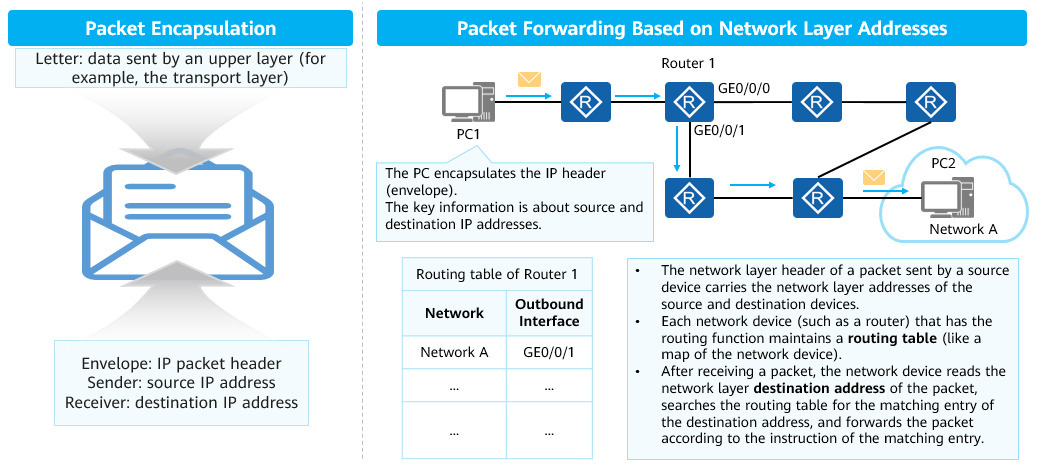 Packet Encapsulation
Letter: data sent by an upper layer (for
example, the transport layer)
Envelope: IP packet header
Sender: source IP address
Receiver: destination IP address
Packet Forwarding Based on Network Layer Addresses
Router 1
R
R
GE0/0/0
R
R
PC1
GE0/0/1
The PC encapsulates the IP header
(envelope).
The key information is about source and
destination IP addresses.
R
R
PC2
Network A
Routing table of Router 1
Network
Outbound
Interface
Network A
GE0/0/1
...
...
...
...
• The network layer header of a packet sent by a source
device carries the network layer addresses of the
source and destination devices.
• Each network device (such as a router) that has the
routing function maintains a routing table (like a
map of the network device).
• After receiving a packet, the network device reads the
network layer destination address of the packet,
searches the routing table for the matching entry of
the destination address, and forwards the packet
according to the instruction of the matching entry.